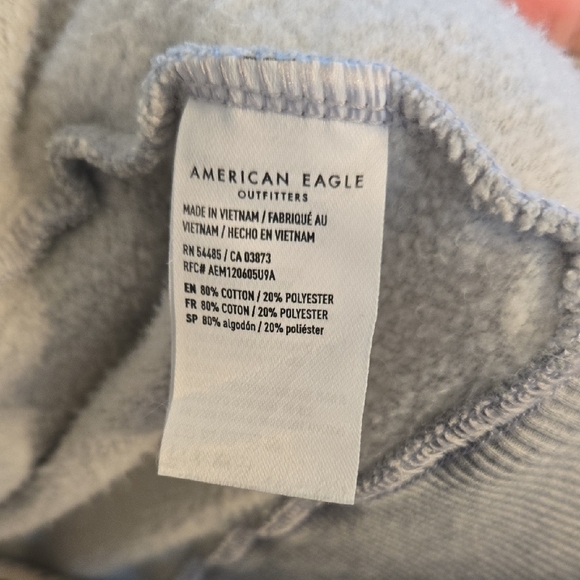 AMERICAN EAGLE
OUTFITTERS
MADE IN VIETNAM / FABRIQUÉ AU
VIETNAM / HECHO EN VIETNAM
RN 54485 / CA 03873
RFC# AEM120605U9A
EN 80% COTTON / 20% POLYESTER
FR 80% COTON / 20% POLYESTER
SP 80% algodón / 20% poliéster